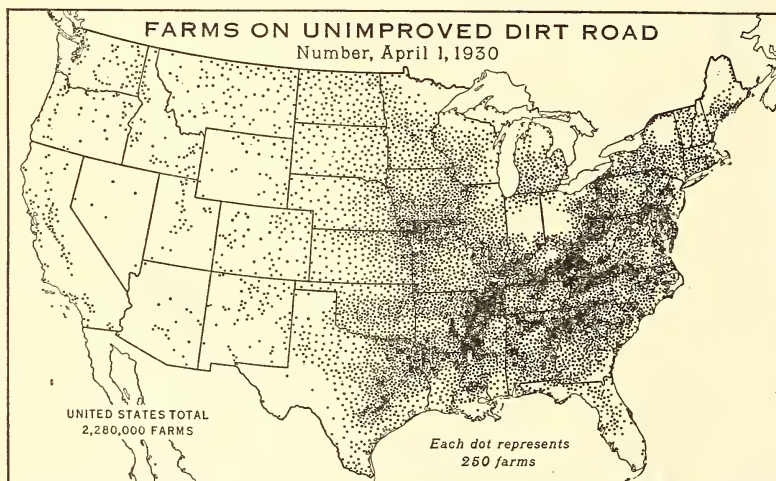 FARMS ON UNIMPROVED DIRT ROAD
Number, April 1, 1930
UNITED STATES TOTAL
2,280,000 FARMS
Each dot represents
250 farms